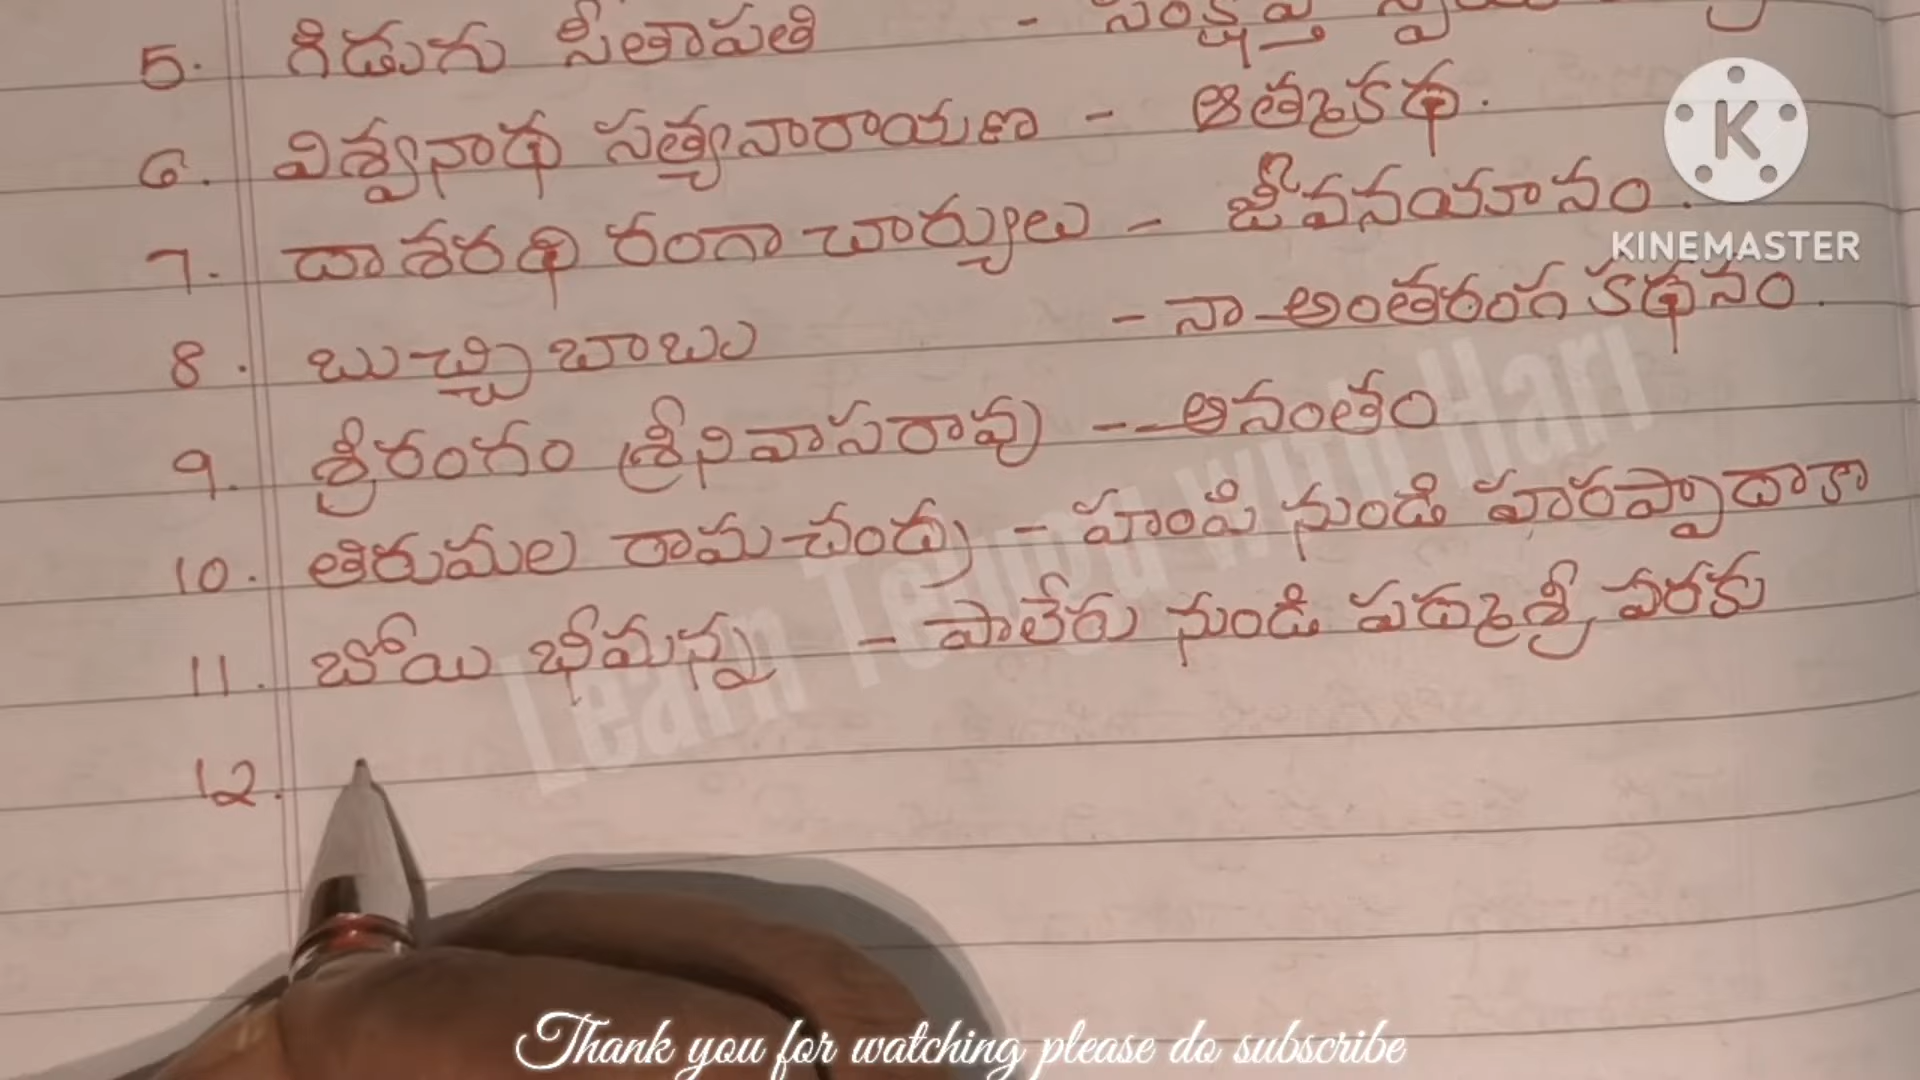 5. గిడుగు సీతాపతి -
6. విశ్వనాథ సత్యనారాయణ - ఆత్మకథ.
7. దాశరథి రంగాచార్యులు - జీవనయానం.
8. బుచ్చి బాబు - నా అంతరంగ కథనం.
9. శ్రీరంగం శ్రీనివాసరావు - అనంతం
10. తిరుమల రామచంద్ర - హంపి నుండి హరప్పాదాకా
11. బోయి భీమన్న - పాలేరు నుండి పద్మశ్రీ వరకు
12.
KINEMASTER
Learn Telugu with Hari
Thank you for watching please do subscribe